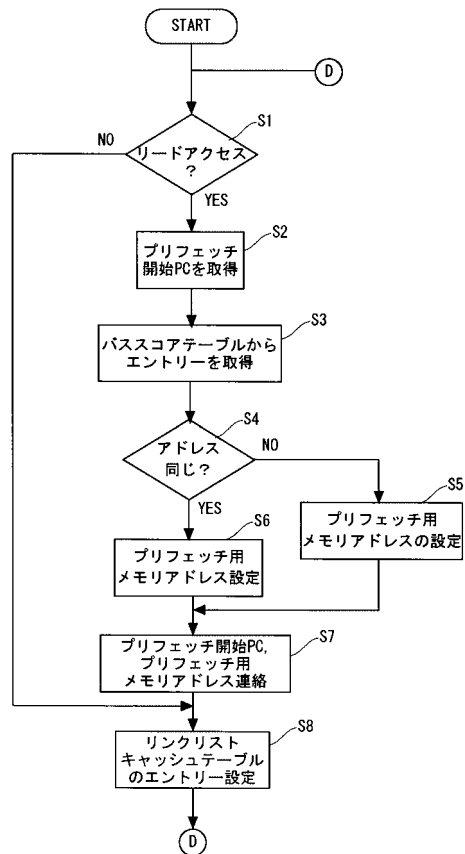 START
D
S1
NO
リードアクセス
?
YES
S2
プリフェッチ
開始PCを取得
S3
パススコアテーブルから
エントリーを取得
S4
アドレス
同じ?
NO
YES
S5
プリフェッチ用
メモリアドレスの設定
S6
プリフェッチ用
メモリアドレス設定
S7
プリフェッチ開始PC,
プリフェッチ用
メモリアドレス連絡
S8
リンクリスト
キャッシュテーブル
のエントリー設定
D